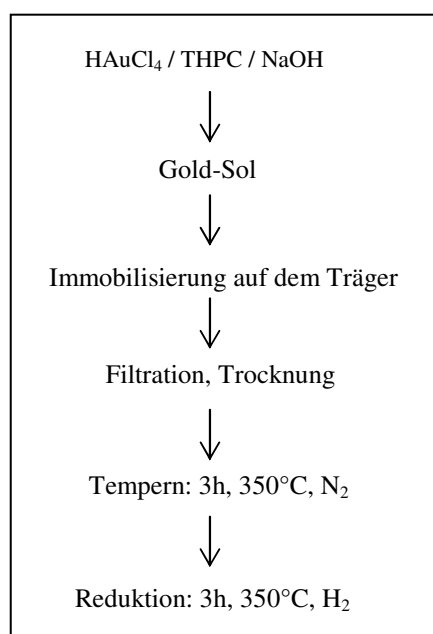 HAuCl₄ / THPC / NaOH
Gold-Sol
Immobilisierung auf dem Träger
Filtration, Trocknung
Tempern: 3h, 350°C, N₂
Reduktion: 3h, 350°C, H₂